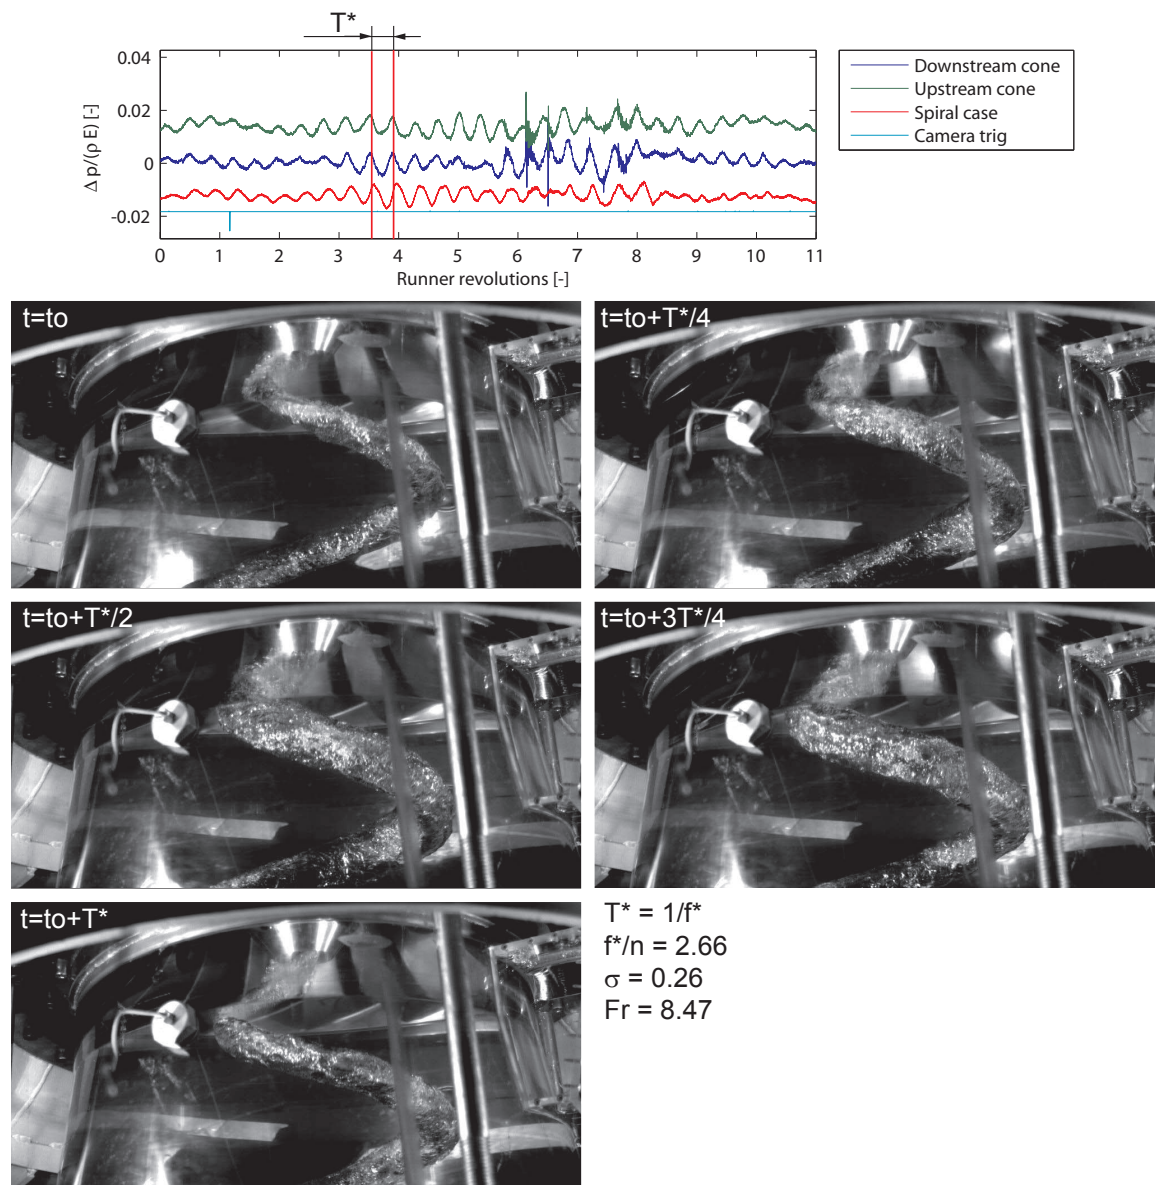 T*
0.04
0.02
0
-0.02
Δ p/(ρ E) [-]
0 1 2 3 4 5 6 7 8 9 10 11
Runner revolutions [-]
Downstream cone
Upstream cone
Spiral case
Camera trig
t=to
t=to+T*/4
t=to+T*/2
t=to+3T*/4
t=to+T*
T* = 1/f*
f*/n = 2.66
σ = 0.26
Fr = 8.47